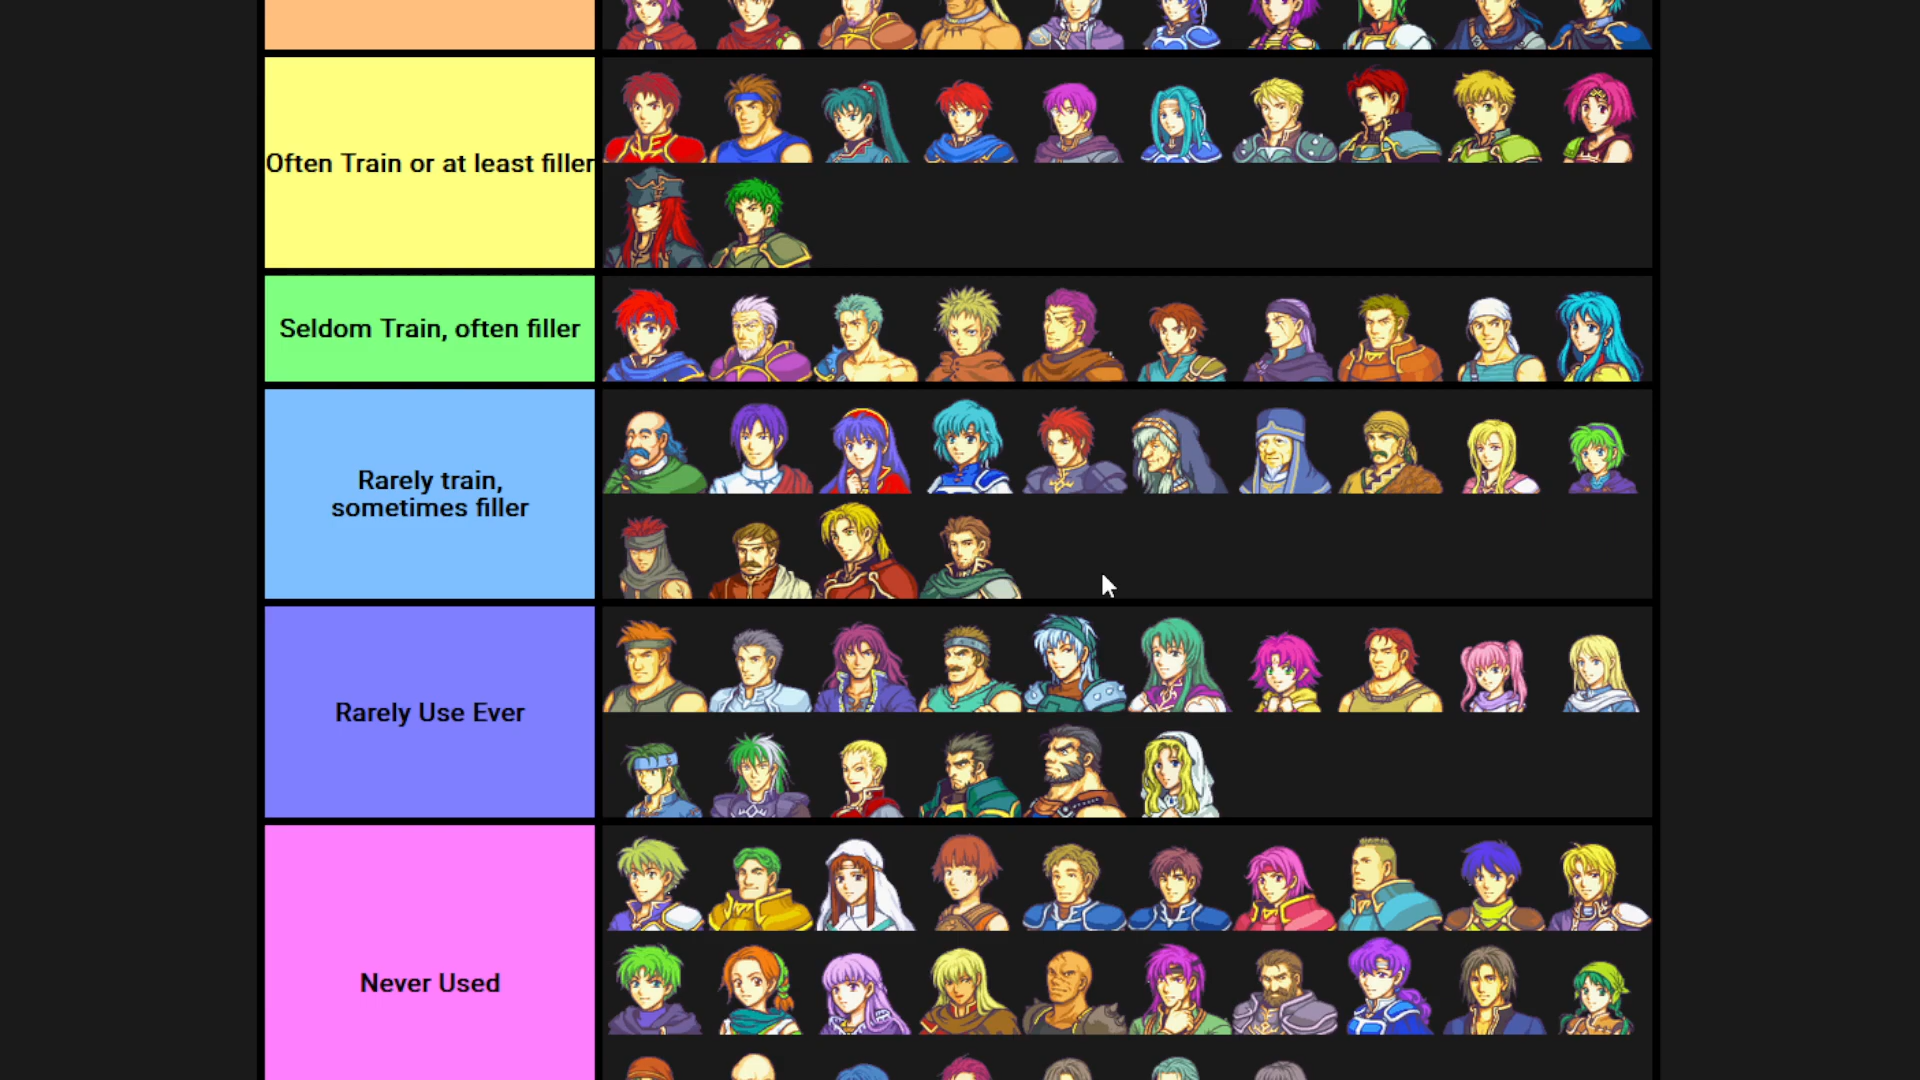 Often Train or at least filler
Seldom Train, often filler
Rarely train,
sometimes filler
Rarely Use Ever
Never Used